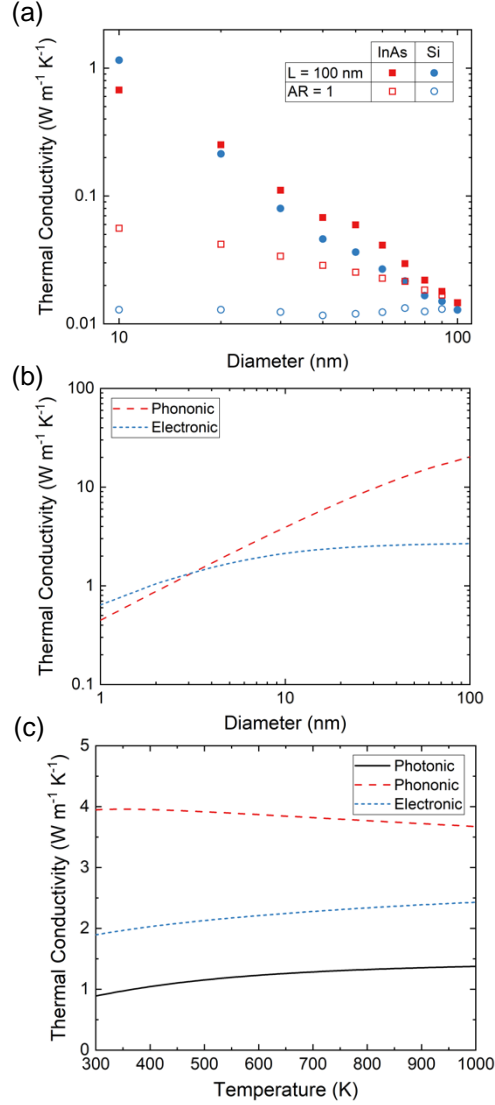 (a)
InAs Si
L = 100 nm
AR = 1
1
0.1
0.01
10 100
Thermal Conductivity (W m⁻¹ K⁻¹)
Diameter (nm)
(b)
Phononic
Electronic
100
10
1
0.1
1 10 100
Thermal Conductivity (W m⁻¹ K⁻¹)
Diameter (nm)
(c)
Photonic
Phononic
Electronic
5
4
3
2
1
0
300 400 500 600 700 800 900 1000
Thermal Conductivity (W m⁻¹ K⁻¹)
Temperature (K)